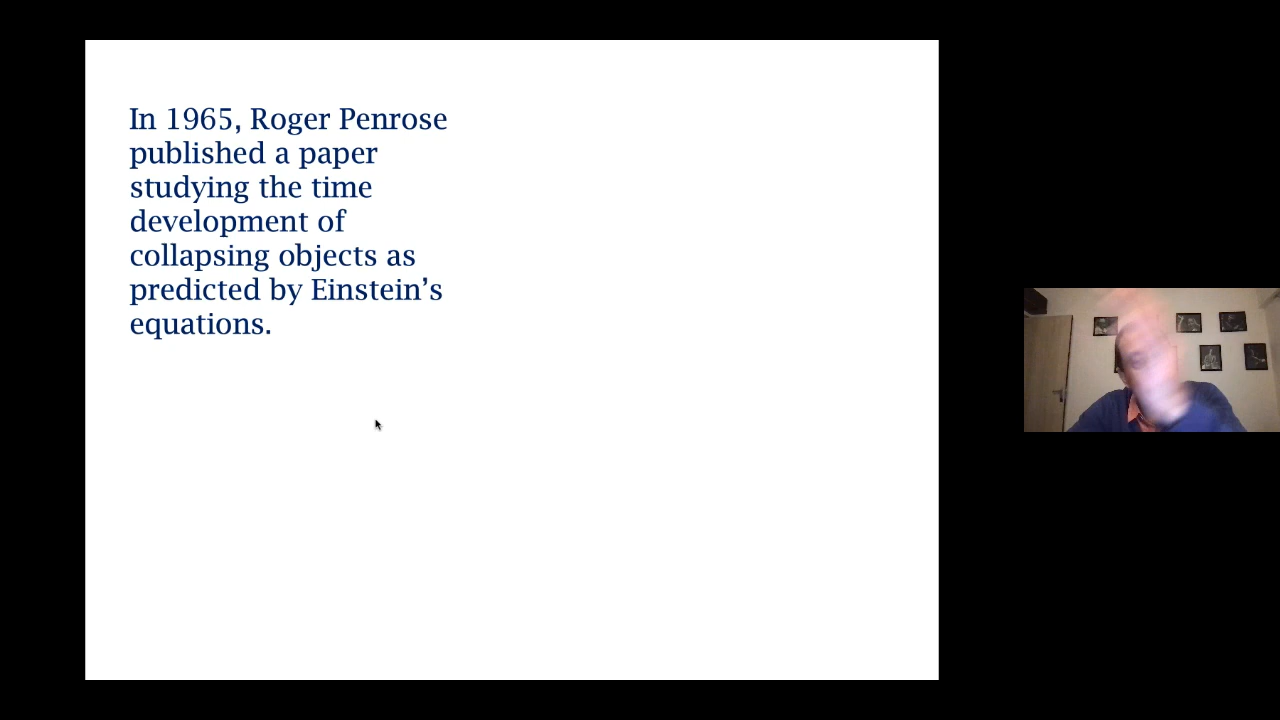 In 1965, Roger Penrose
published a paper
studying the time
development of
collapsing objects as
predicted by Einstein’s
equations.